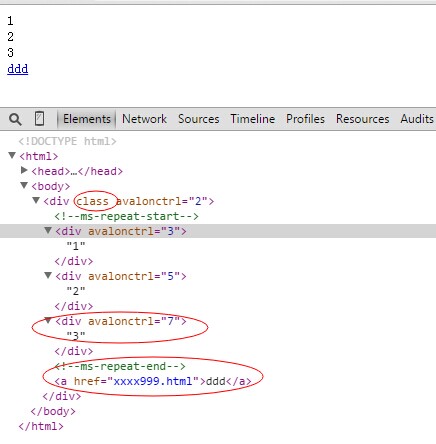 1
2
3
ddd
Elements Network Sources Timeline Profiles Resources Audits
<!DOCTYPE html>
<html>
<head>…</head>
<body>
<div class avalonctrl="2">
<!--ms-repeat-start-->
<div avalonctrl="3">
"1"
</div>
<div avalonctrl="5">
"2"
</div>
<div avalonctrl="7">
"3"
</div>
<!--ms-repeat-end-->
<a href="xxxx999.html">ddd</a>
</div>
</body>
</html>